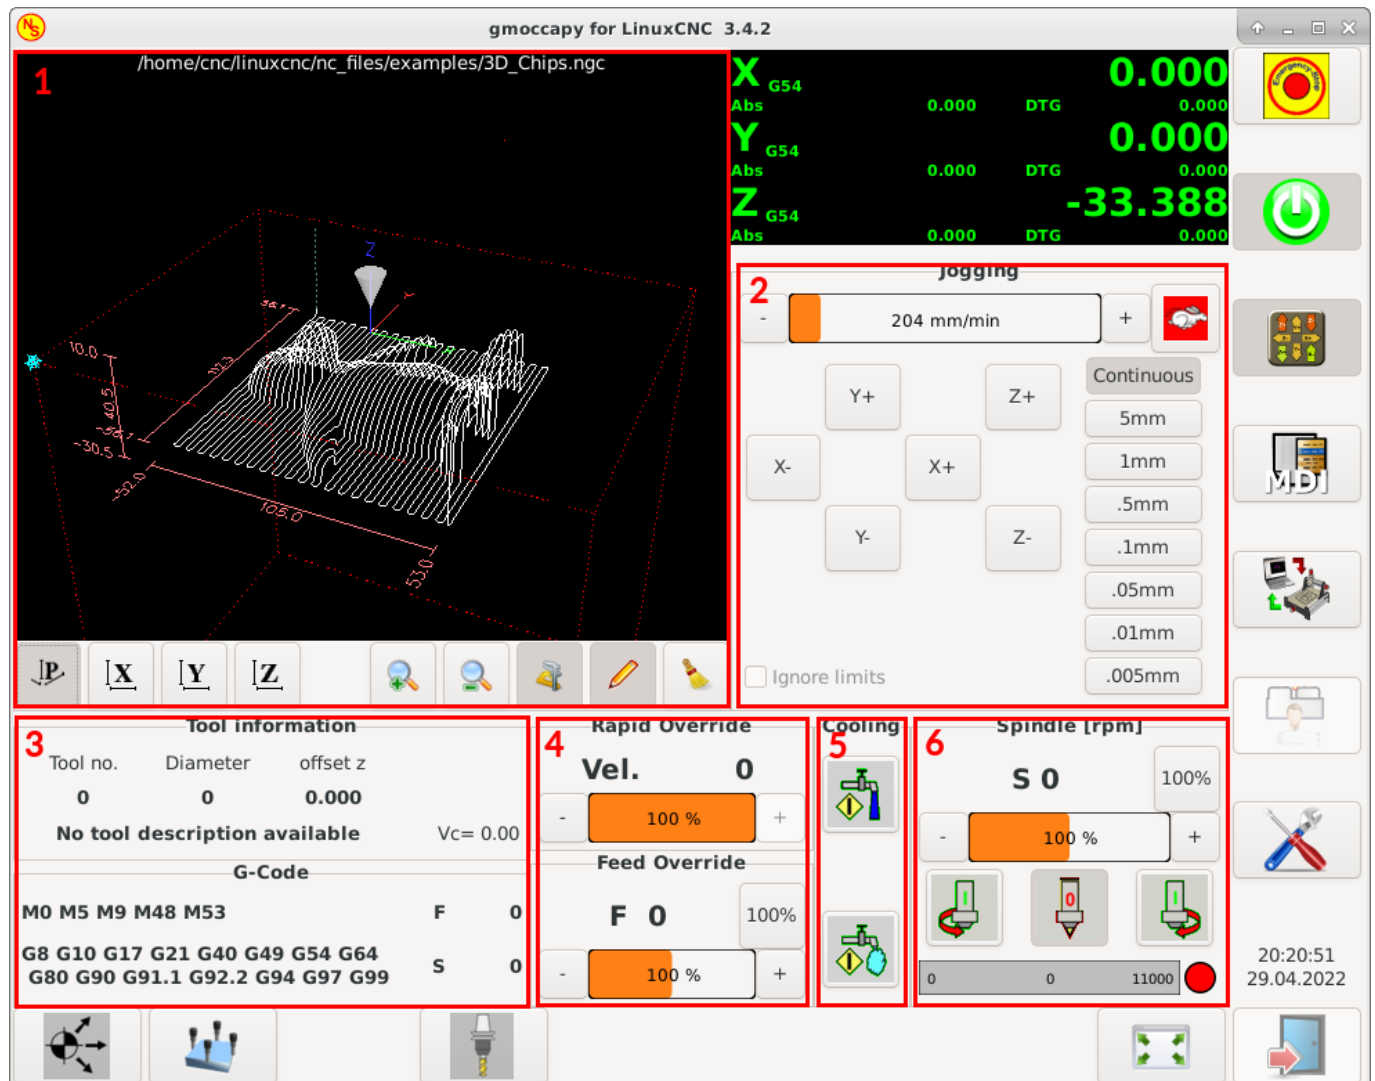 gmoccapy for LinuxCNC 3.4.2
1
/home/cnc/linuxcnc/nc_files/examples/3D_Chips.ngc
X G54 0.000
Abs 0.000 DTG 0.000
Y G54 0.000
Abs 0.000 DTG 0.000
Z G54 -33.388
Abs 0.000 DTG 0.000
Emergency-Stop
Z
10.0
40.5
-30.5
-52.0
105.0
53.0
2
Jogging
- 204 mm/min +
Continuous
Y+ Z+
5mm
X- X+
1mm
.5mm
Y- Z-
.1mm
.05mm
.01mm
Ignore limits
.005mm
MDI
P X Y Z
3
Tool information
Tool no. Diameter offset z
0 0 0.000
No tool description available Vc= 0.00
G-Code
M0 M5 M9 M48 M53 F 0
G8 G10 G17 G21 G40 G49 G54 G64
G80 G90 G91.1 G92.2 G94 G97 G99
S 0
4
Rapid Override
Vel. 0
- 100 % +
Feed Override
F 0 100%
- 100 % +
5
Cooling
6
Spindle [rpm]
S 0 100%
- 100 % +
I 0 I
0 0 11000
20:20:51
29.04.2022